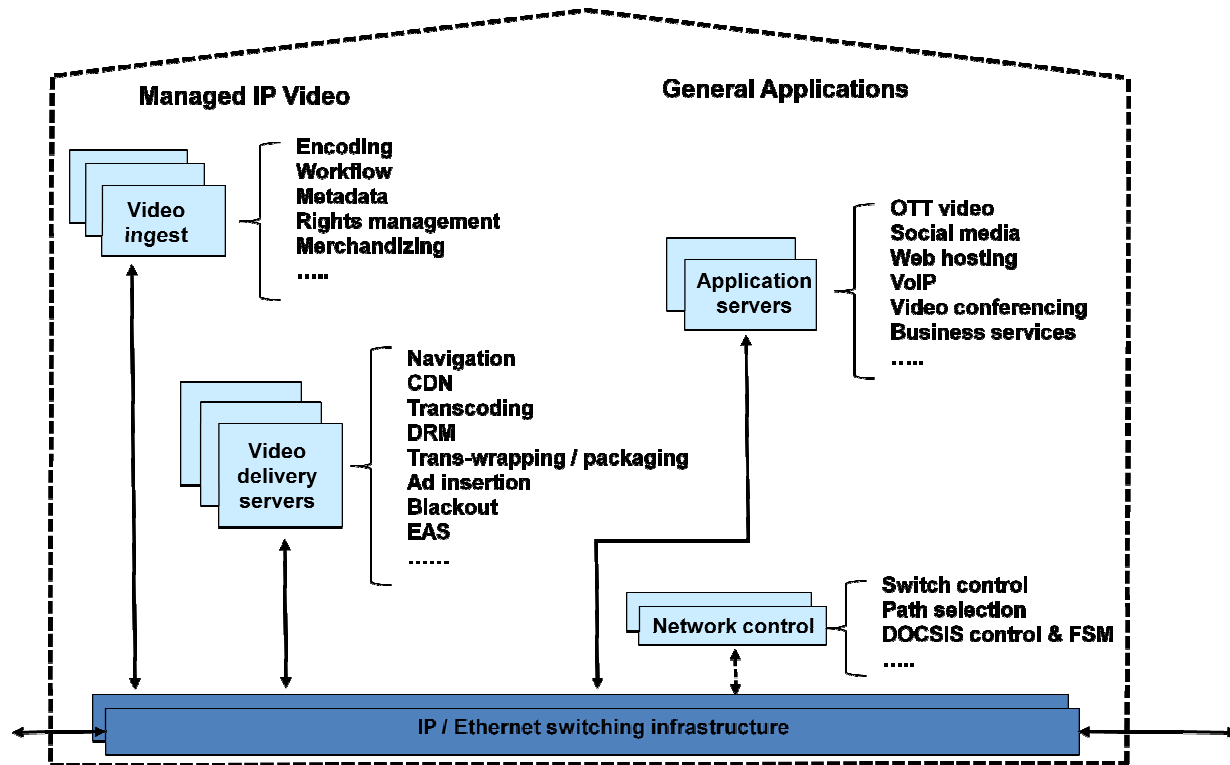 Managed IP Video
General Applications
Video
ingest
Encoding
Workflow
Metadata
Rights management
Merchandizing
.....
Application
servers
OTT video
Social media
Web hosting
VoIP
Video conferencing
Business services
.....
Video
delivery
servers
Navigation
CDN
Transcoding
DRM
Trans-wrapping / packaging
Ad insertion
Blackout
EAS
......
Network control
Switch control
Path selection
DOCSIS control & FSM
.....
IP / Ethernet switching infrastructure